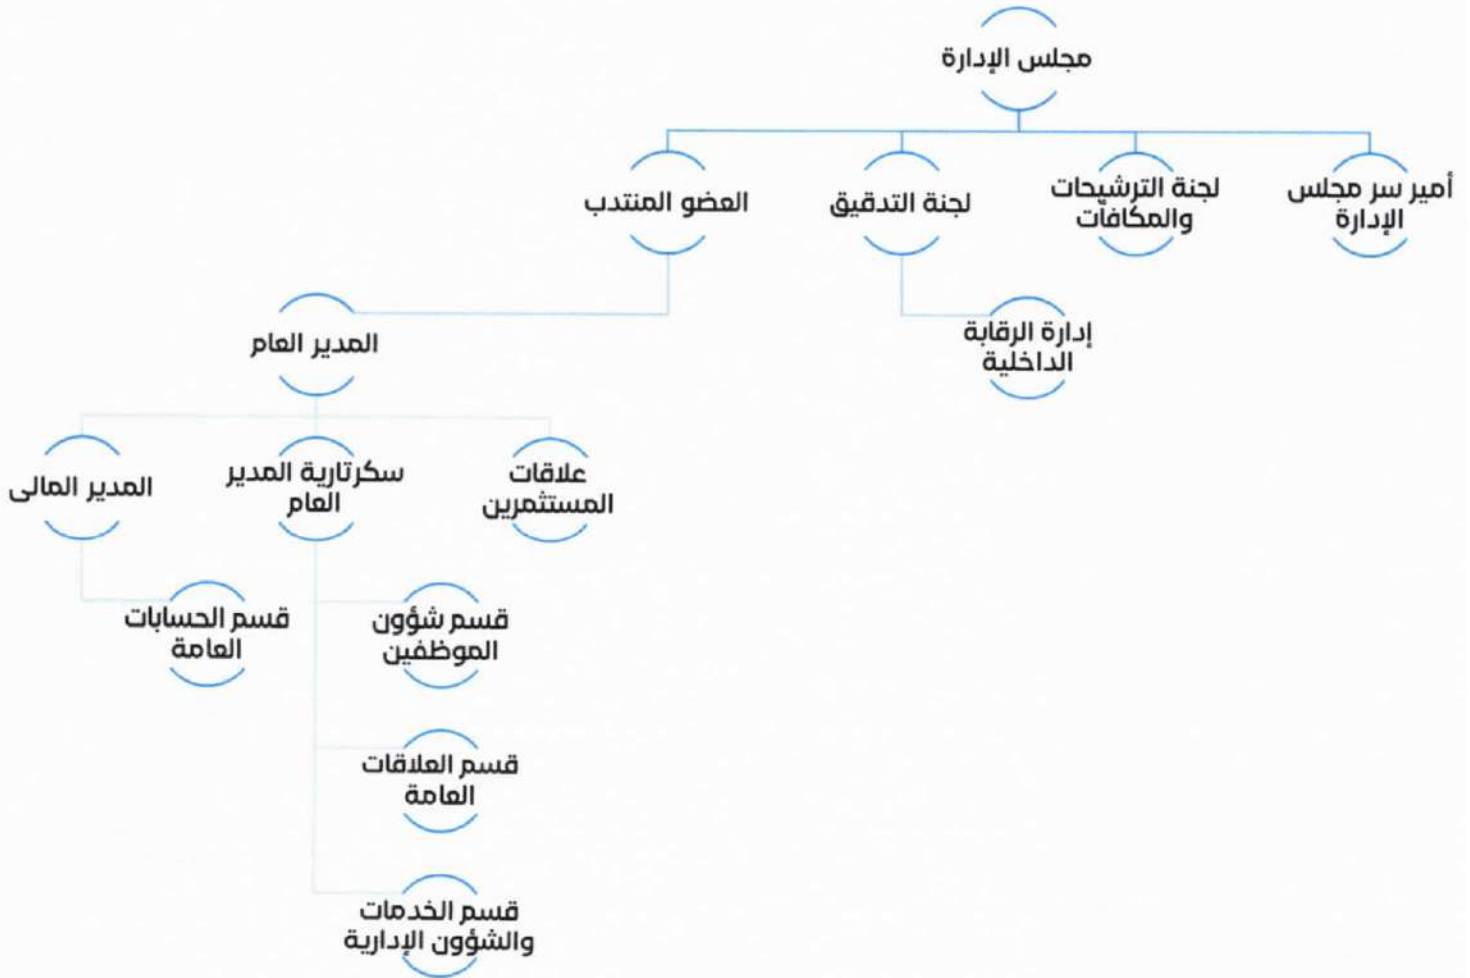 مجلس الإدارة
أمير سر مجلس
الإدارة
لجنة الترشيحات
والمكافآت
لجنة التدقيق
العضو المنتدب
إدارة الرقابة
الداخلية
المدير العام
علاقات
المستثمرين
سكرتارية المدير
العام
المدير المالى
قسم شؤون
الموظفين
قسم الحسابات
العامة
قسم العلاقات
العامة
قسم الخدمات
والشؤون الإدارية